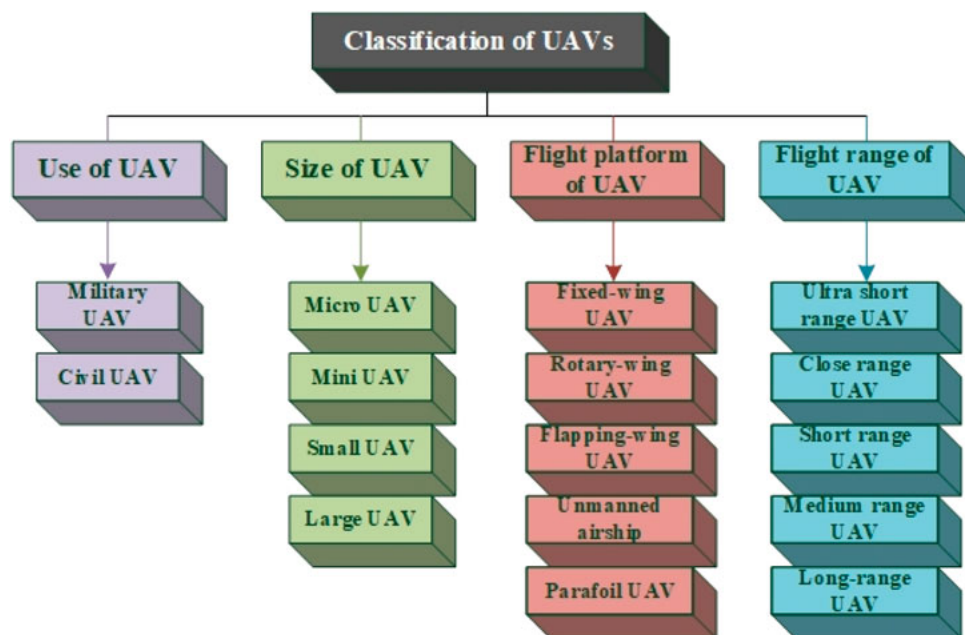 Classification of UAVs
Use of UAV
Military
UAV
Civil UAV
Size of UAV
Micro UAV
Mini UAV
Small UAV
Large UAV
Flight platform
of UAV
Fixed-wing
UAV
Rotary-wing
UAV
Flapping-wing
UAV
Unmanned
airship
Parafoil UAV
Flight range of
UAV
Ultra short
range UAV
Close range
UAV
Short range
UAV
Medium range
UAV
Long-range
UAV